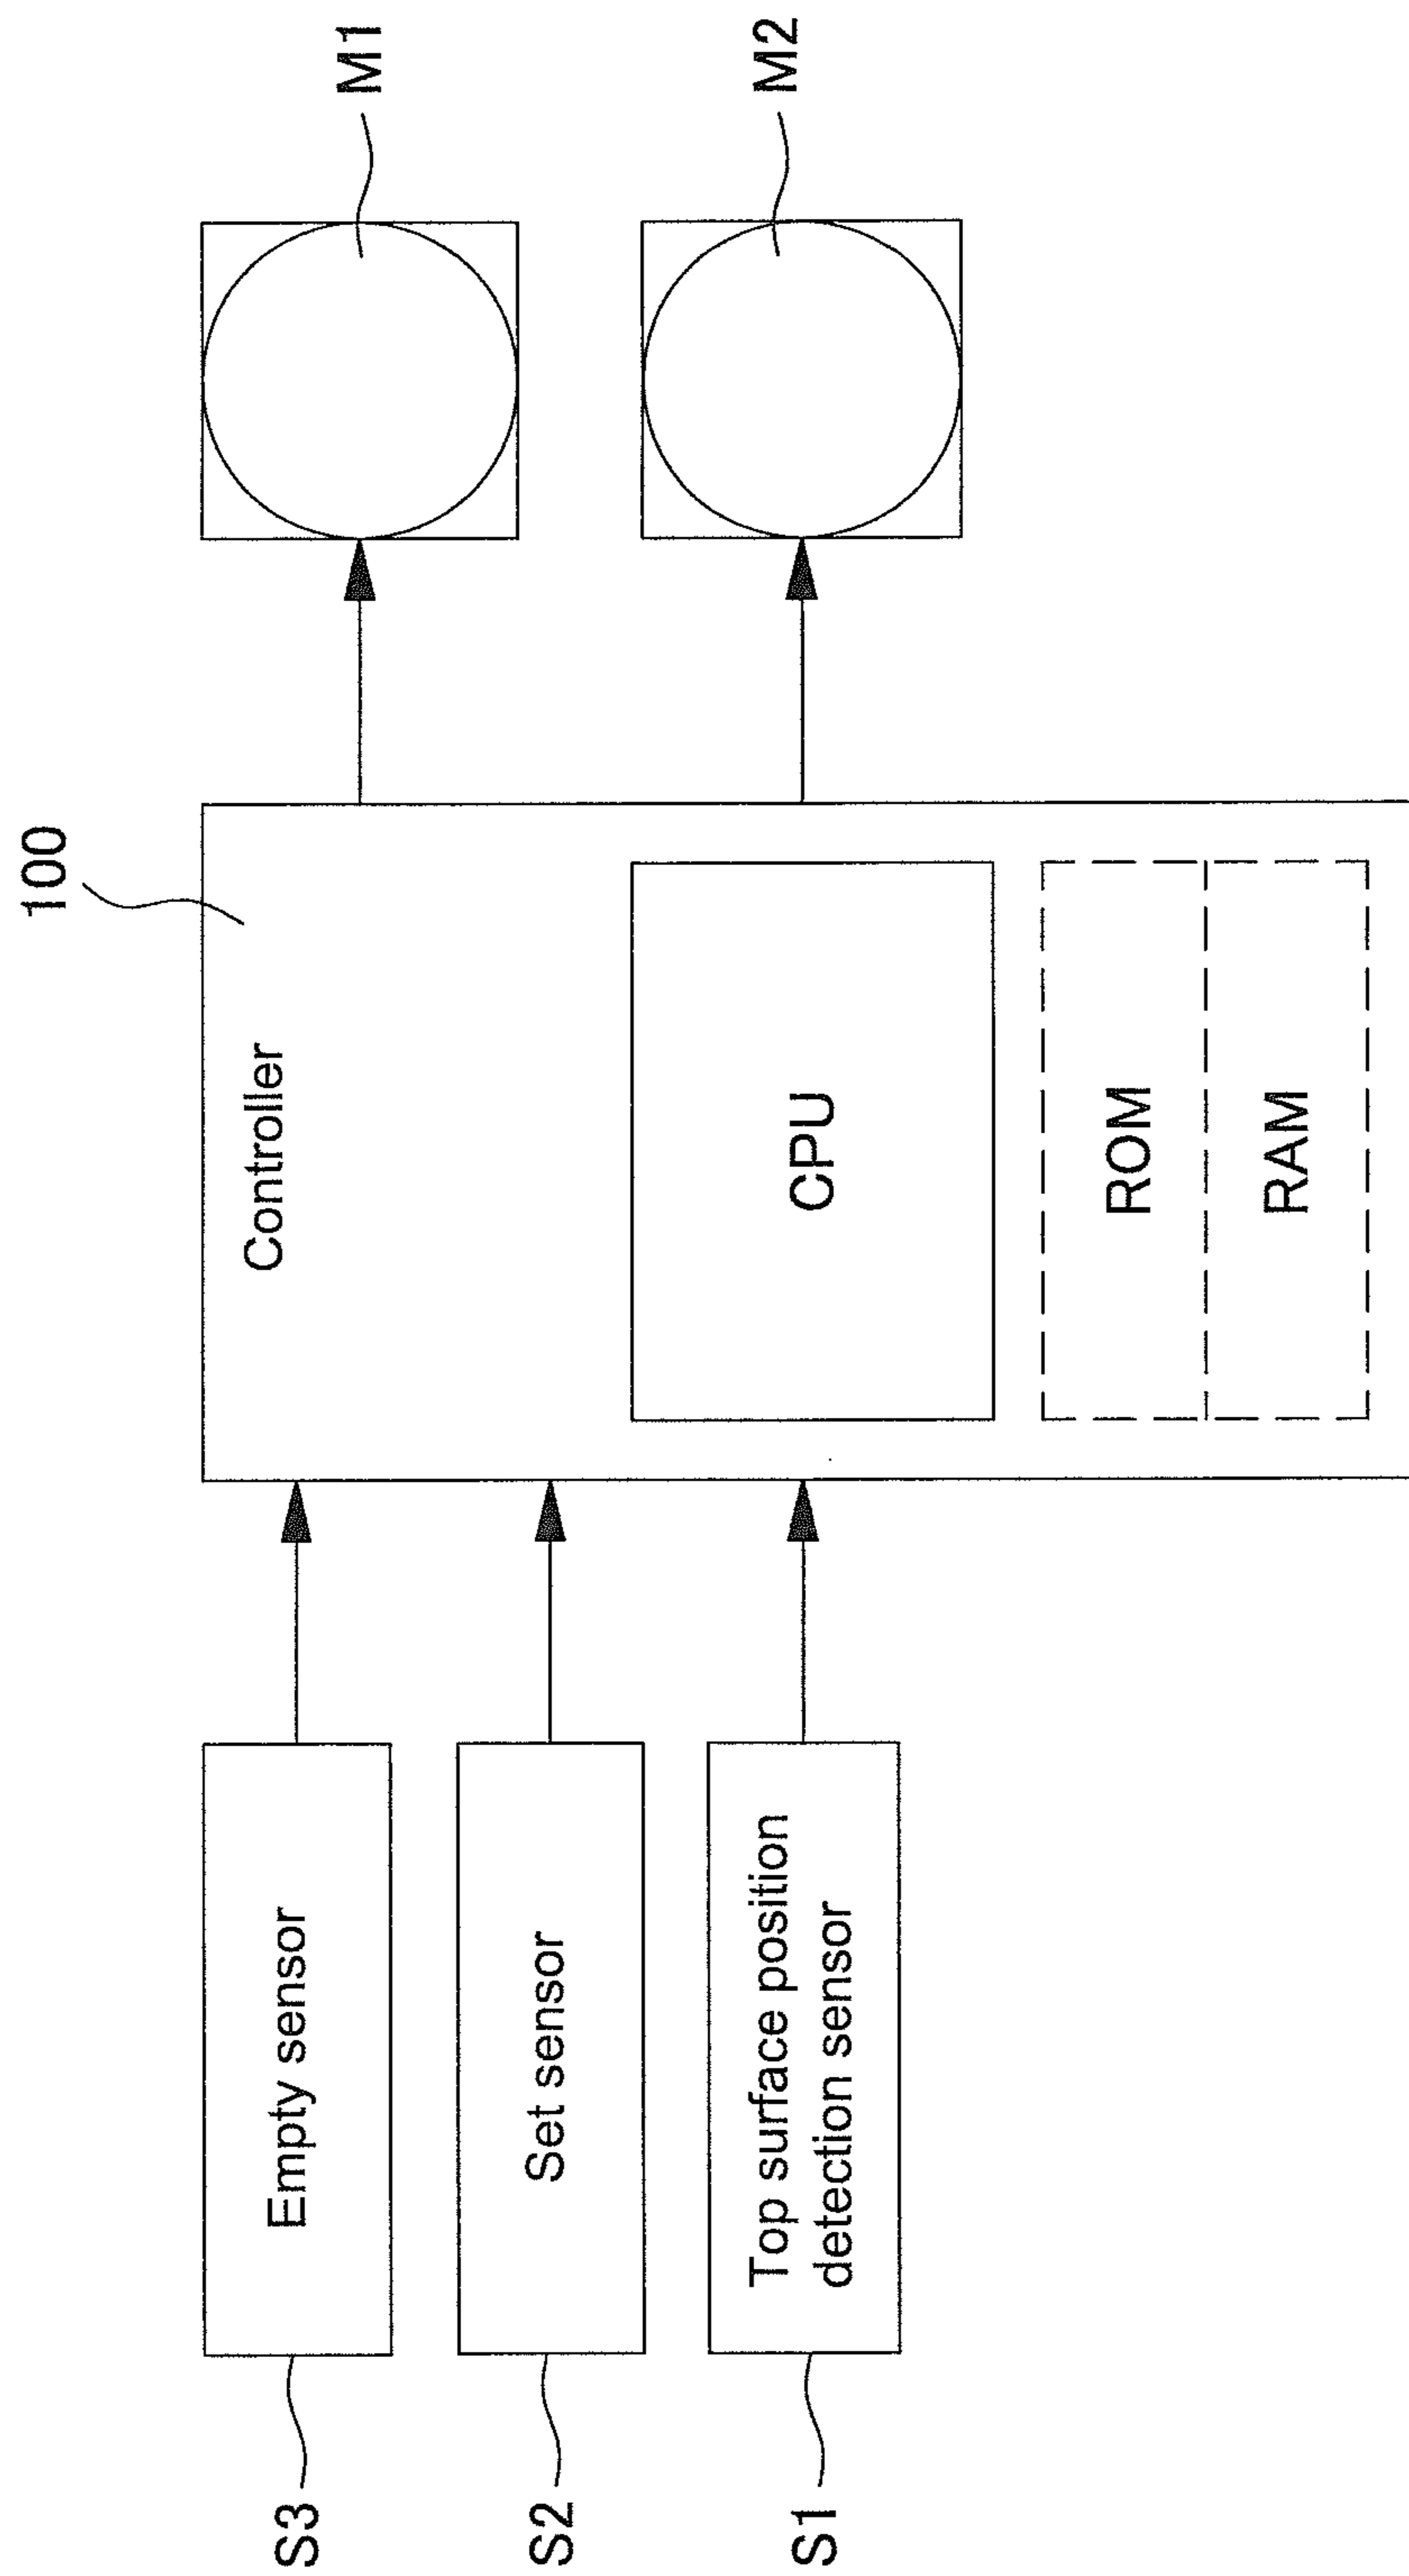 100
Controller
CPU
ROM
RAM
M1
M2
S3
Empty sensor
S2
Set sensor
S1
Top surface position
detection sensor